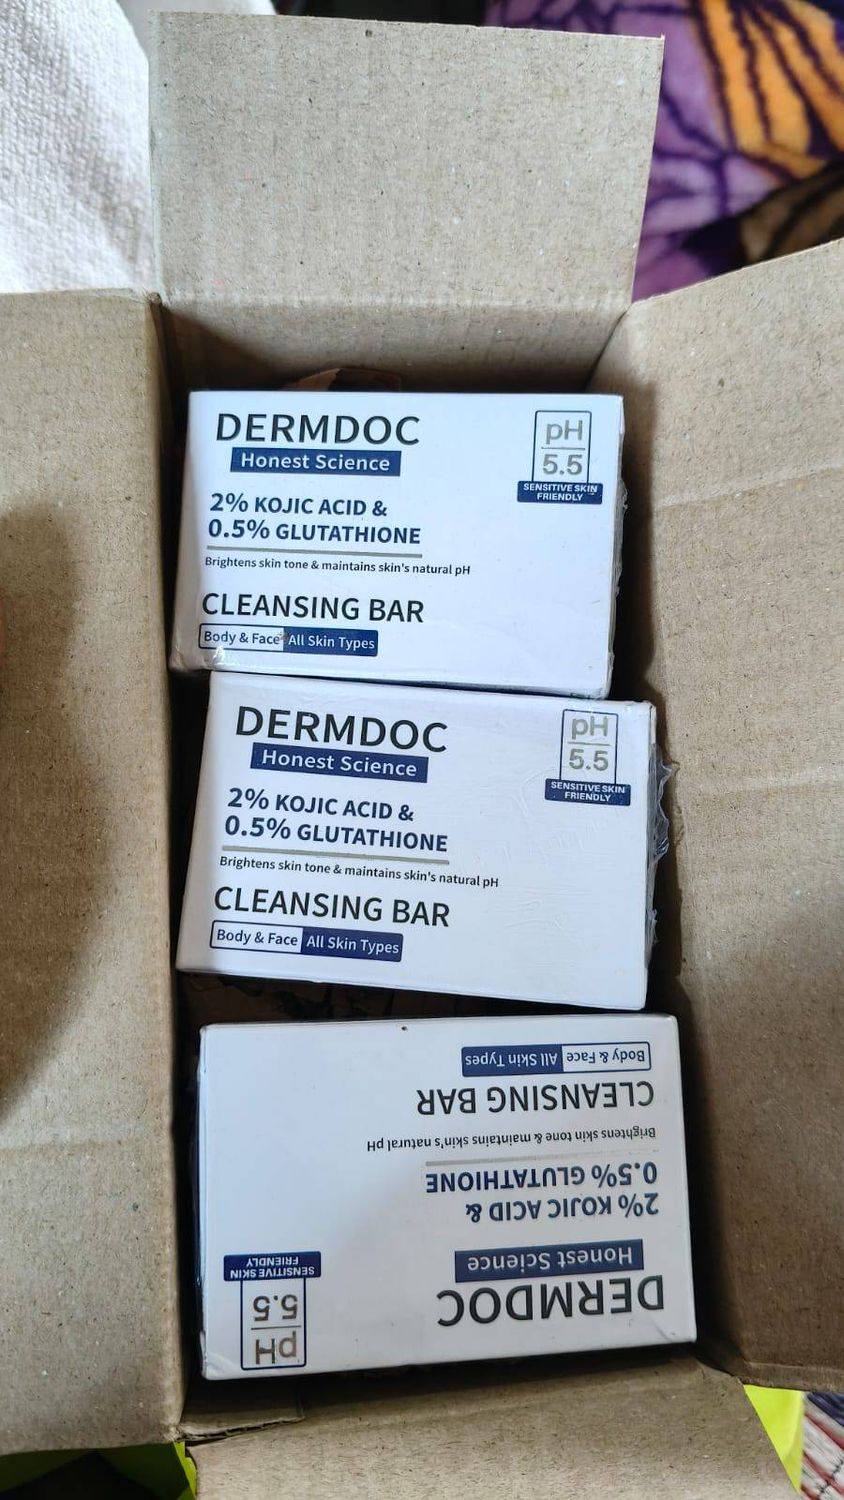 DERMDOC
Honest Science
2% KOJIC ACID &
0.5% GLUTATHIONE
Brightens skin tone & maintains skin's natural pH
CLEANSING BAR
Body & Face All Skin Types
pH
5.5
SENSITIVE SKIN
FRIENDLY
DERMDOC
Honest Science
2% KOJIC ACID &
0.5% GLUTATHIONE
Brightens skin tone & maintains skin's natural pH
CLEANSING BAR
Body & Face All Skin Types
pH
5.5
SENSITIVE SKIN
FRIENDLY
DERMDOC
Honest Science
2% KOJIC ACID &
0.5% GLUTATHIONE
Brightens skin tone & maintains skin's natural pH
CLEANSING BAR
Body & Face All Skin Types
pH
5.5
SENSITIVE SKIN
FRIENDLY